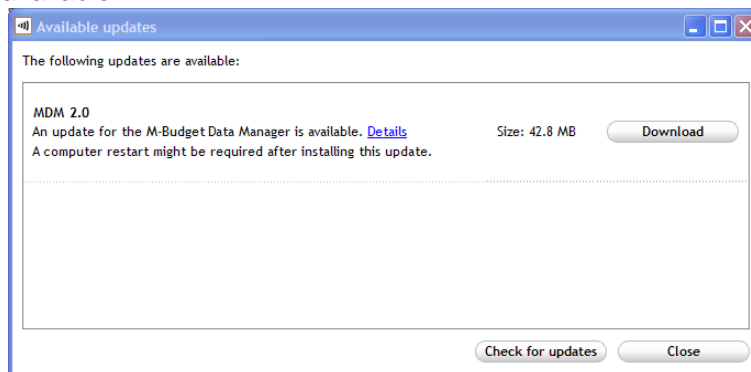 Available updates
The following updates are available:
MDM 2.0
An update for the M-Budget Data Manager is available. Details Size: 42.8 MB Download
A computer restart might be required after installing this update.
Check for updates Close